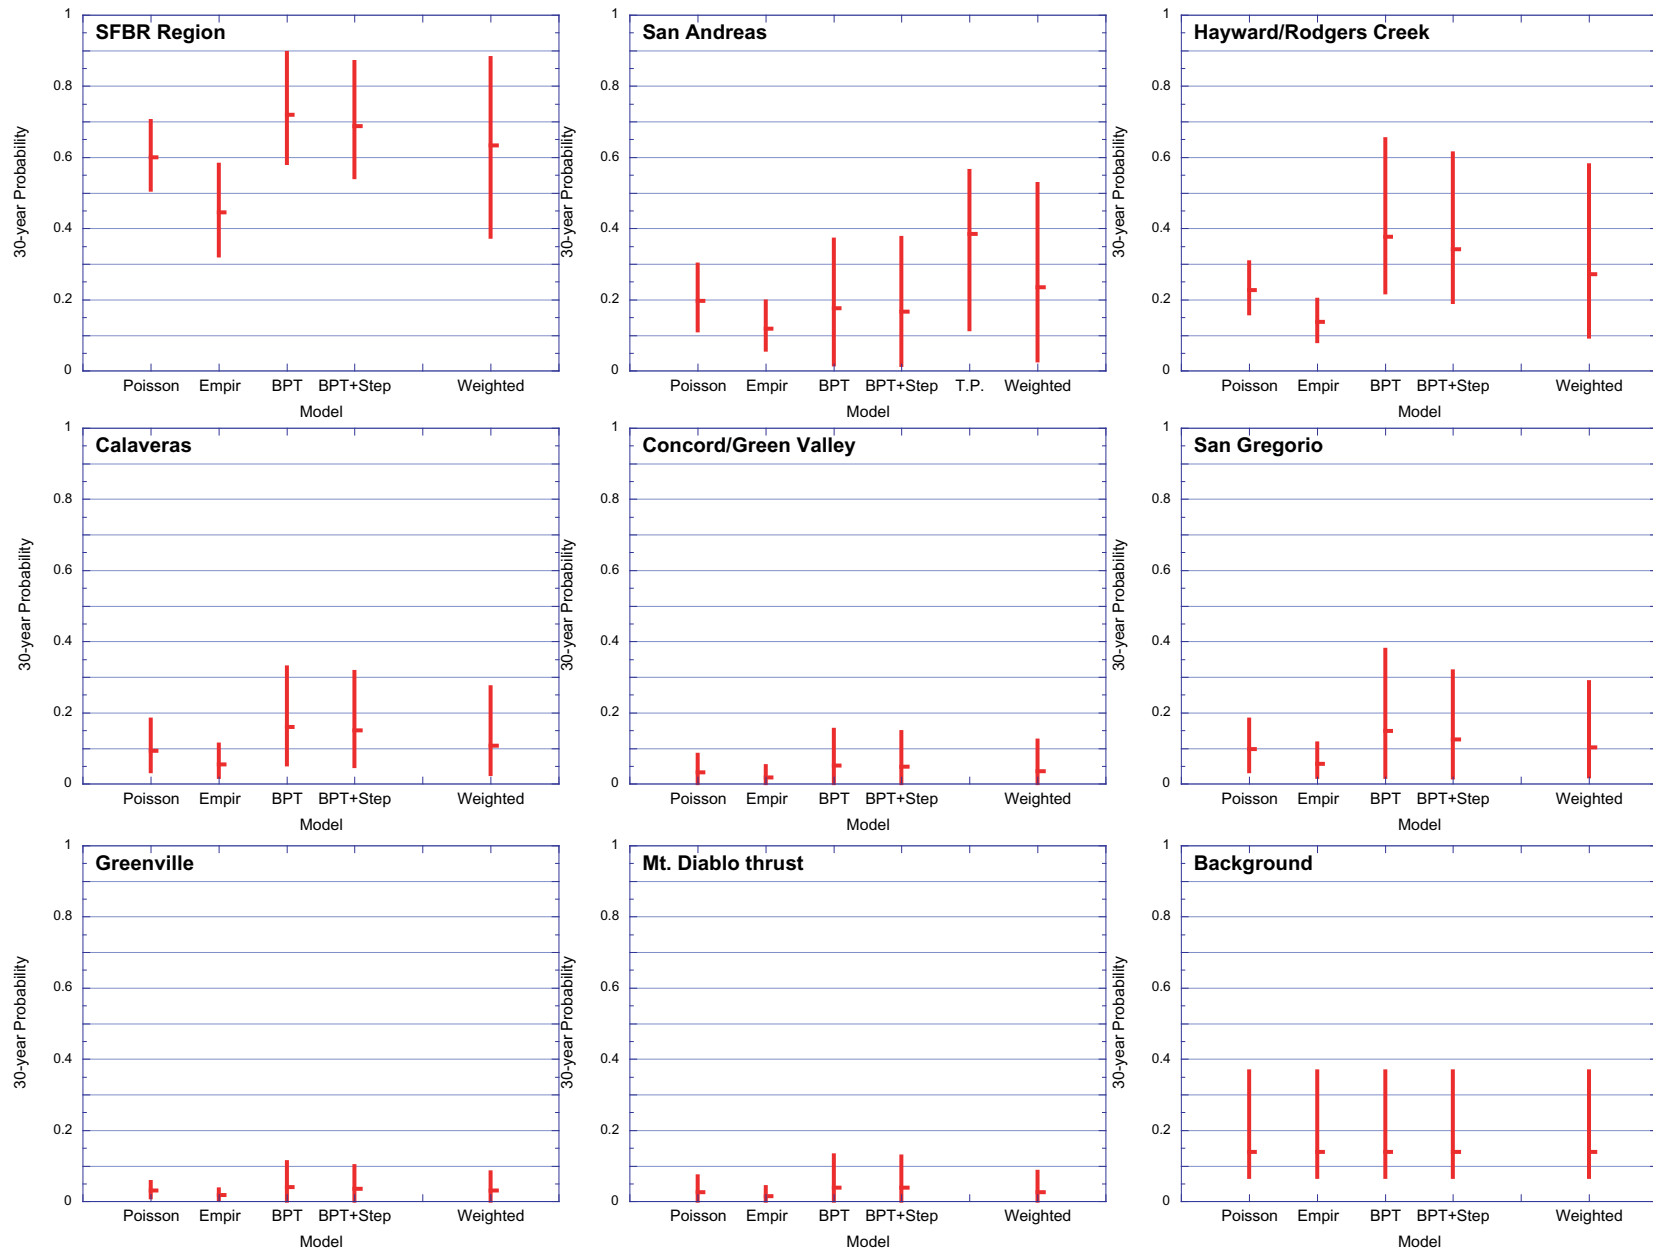 SFBR Region
1
0.8
0.6
0.4
0.2
0
30-year Probability
Poisson Empir BPT BPT+Step Weighted
Model
San Andreas
1
0.8
0.6
0.4
0.2
0
30-year Probability
Poisson Empir BPT BPT+Step T.P. Weighted
Model
Hayward/Rodgers Creek
1
0.8
0.6
0.4
0.2
0
30-year Probability
Poisson Empir BPT BPT+Step Weighted
Model
Calaveras
1
0.8
0.6
0.4
0.2
0
30-year Probability
Poisson Empir BPT BPT+Step Weighted
Model
Concord/Green Valley
1
0.8
0.6
0.4
0.2
0
30-year Probability
Poisson Empir BPT BPT+Step Weighted
Model
San Gregorio
1
0.8
0.6
0.4
0.2
0
30-year Probability
Poisson Empir BPT BPT+Step Weighted
Model
Greenville
1
0.8
0.6
0.4
0.2
0
30-year Probability
Poisson Empir BPT BPT+Step Weighted
Model
Mt. Diablo thrust
1
0.8
0.6
0.4
0.2
0
30-year Probability
Poisson Empir BPT BPT+Step Weighted
Model
Background
1
0.8
0.6
0.4
0.2
0
30-year Probability
Poisson Empir BPT BPT+Step Weighted
Model